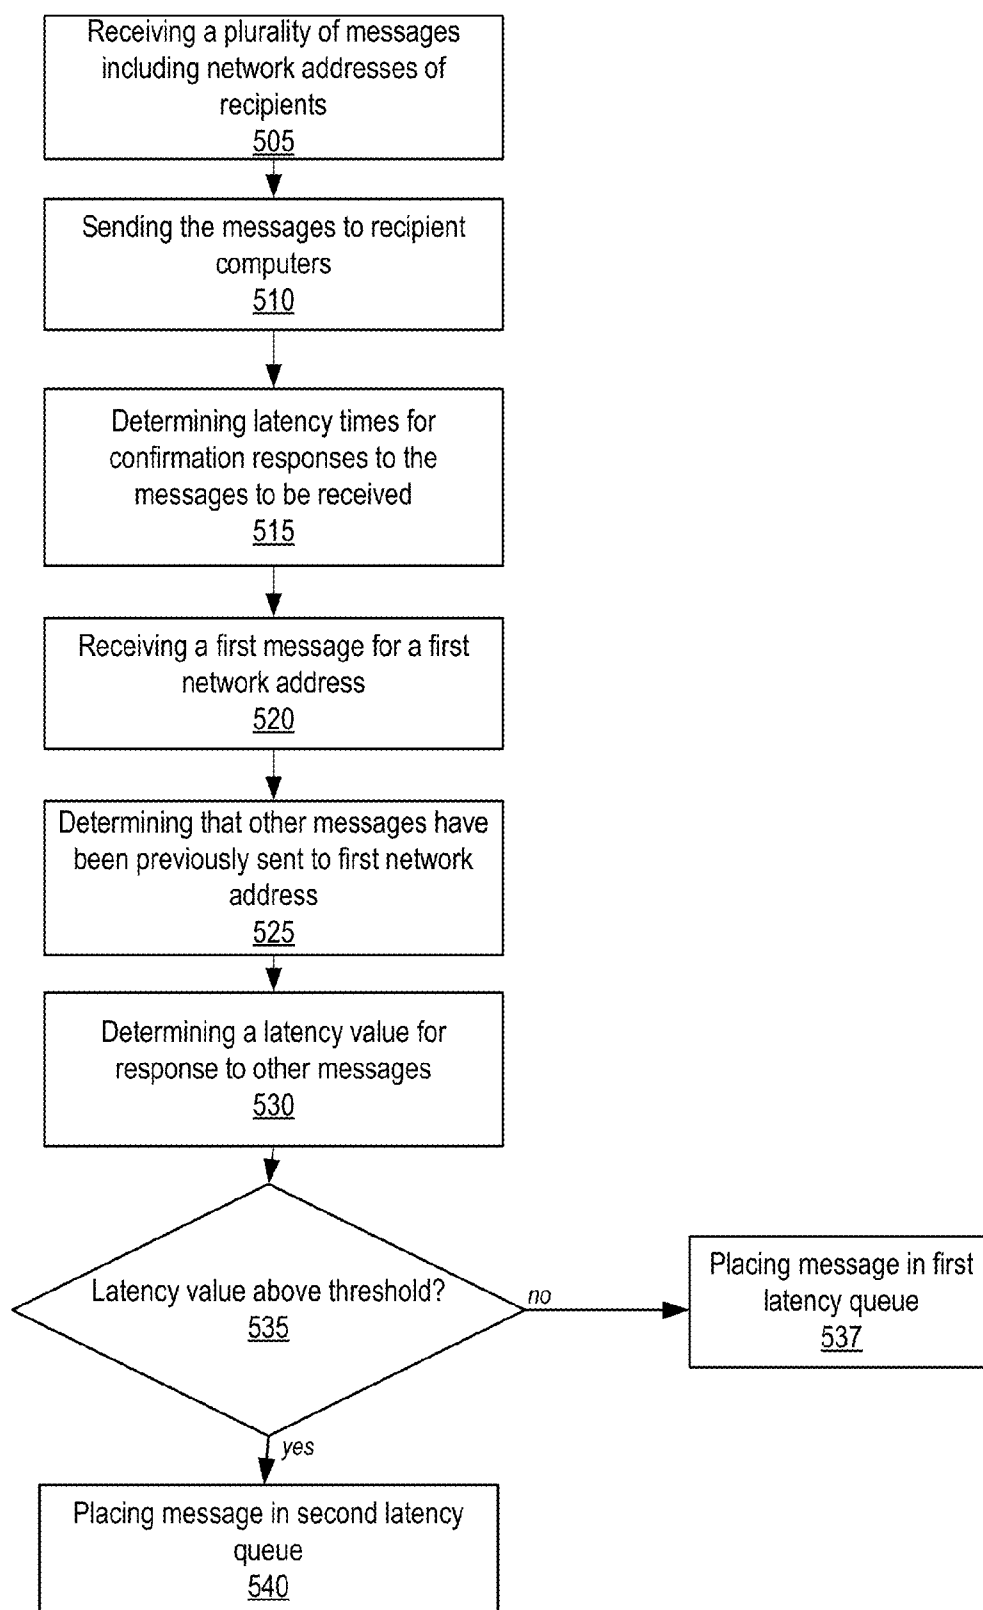 Receiving a plurality of messages
including network addresses of
recipients
505
Sending the messages to recipient
computers
510
Determining latency times for
confirmation responses to the
messages to be received
515
Receiving a first message for a first
network address
520
Determining that other messages have
been previously sent to first network
address
525
Determining a latency value for
response to other messages
530
Latency value above threshold?
535
no
Placing message in first
latency queue
537
yes
Placing message in second latency
queue
540